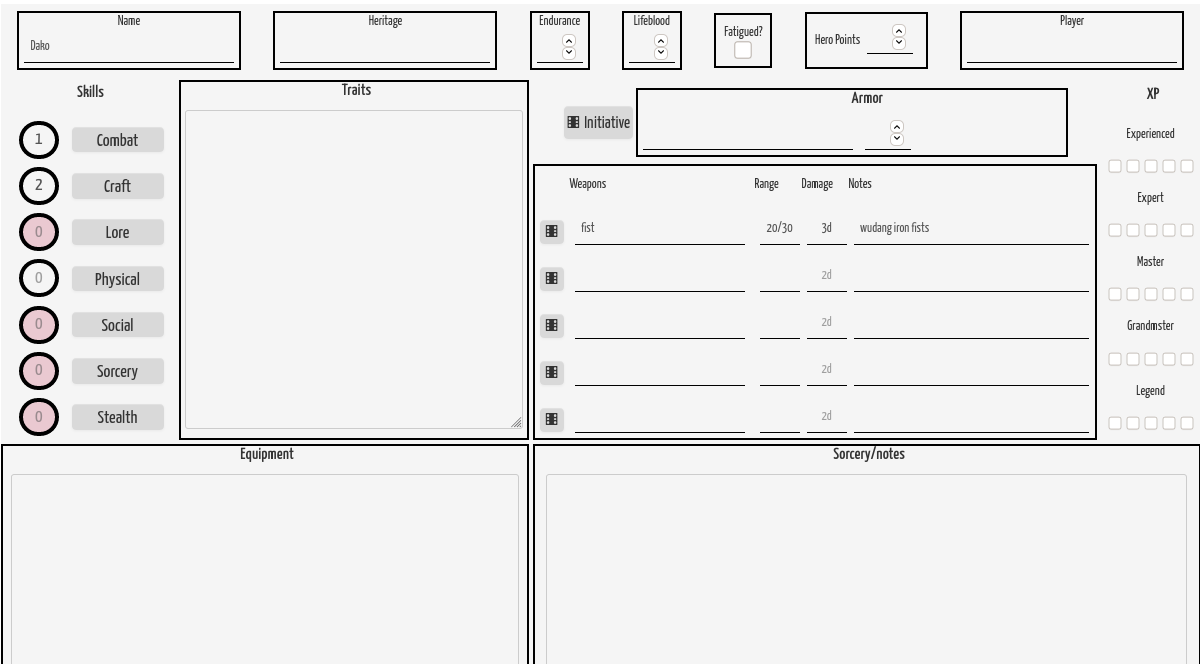 Name
Heritage
Endurance
Lifeblood
Fatigued?
Hero Points
Player
Dako
Skills
Traits
Initiative
Armor
XP
1 Combat
2 Craft
0 Lore
0 Physical
0 Social
0 Sorcery
0 Stealth
Weapons Range Damage Notes
fist 20/30 3d wudang iron fists
2d
2d
2d
2d
Experienced
Expert
Master
Grandmster
Legend
Equipment
Sorcery/notes